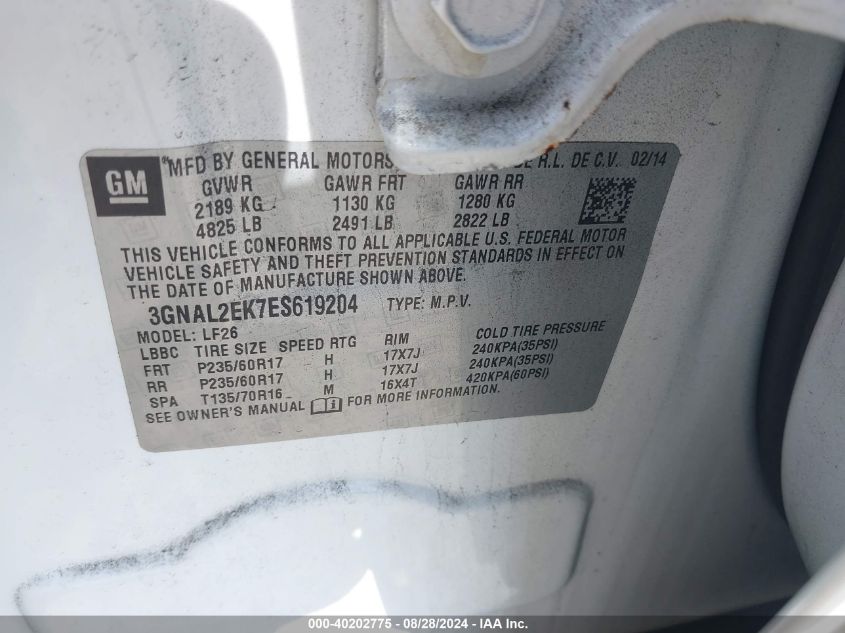 GM
"MFD BY GENERAL MOTORS DE R.L. DE C.V. 02/14
GVWR GAWR FRT GAWR RR
2189 KG 1130 KG 1280 KG
4825 LB 2491 LB 2822 LB
THIS VEHICLE CONFORMS TO ALL APPLICABLE U.S. FEDERAL MOTOR
VEHICLE SAFETY AND THEFT PREVENTION STANDARDS IN EFFECT ON
THE DATE OF MANUFACTURE SHOWN ABOVE.
3GNAL2EK7ES619204 TYPE: M.P.V.
MODEL: LF26
LBBC TIRE SIZE SPEED RTG RIM COLD TIRE PRESSURE
FRT P235/60R17 H 17X7J 240KPA(35PSI)
RR P235/60R17 H 17X7J 240KPA(35PSI)
SPA T135/70R16 M 16X4T 420KPA(60PSI)
SEE OWNER'S MANUAL FOR MORE INFORMATION.
000-40202775 - 08/28/2024 - IAA Inc.